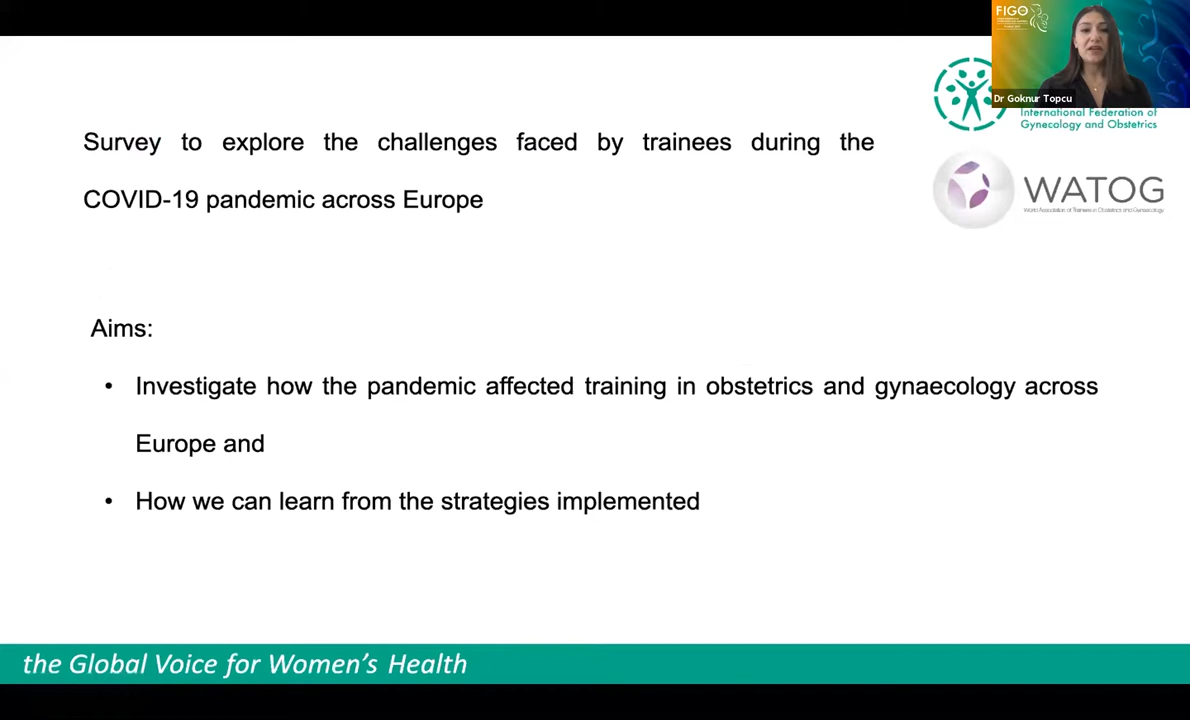 FIGO
Dr Goknur Topcu
International Federation of
Gynecology and Obstetrics
WATOG
World Association of Trainees in Obstetrics and Gynecology
Survey to explore the challenges faced by trainees during the
COVID-19 pandemic across Europe
Aims:
• Investigate how the pandemic affected training in obstetrics and gynaecology across
Europe and
• How we can learn from the strategies implemented
the Global Voice for Women's Health